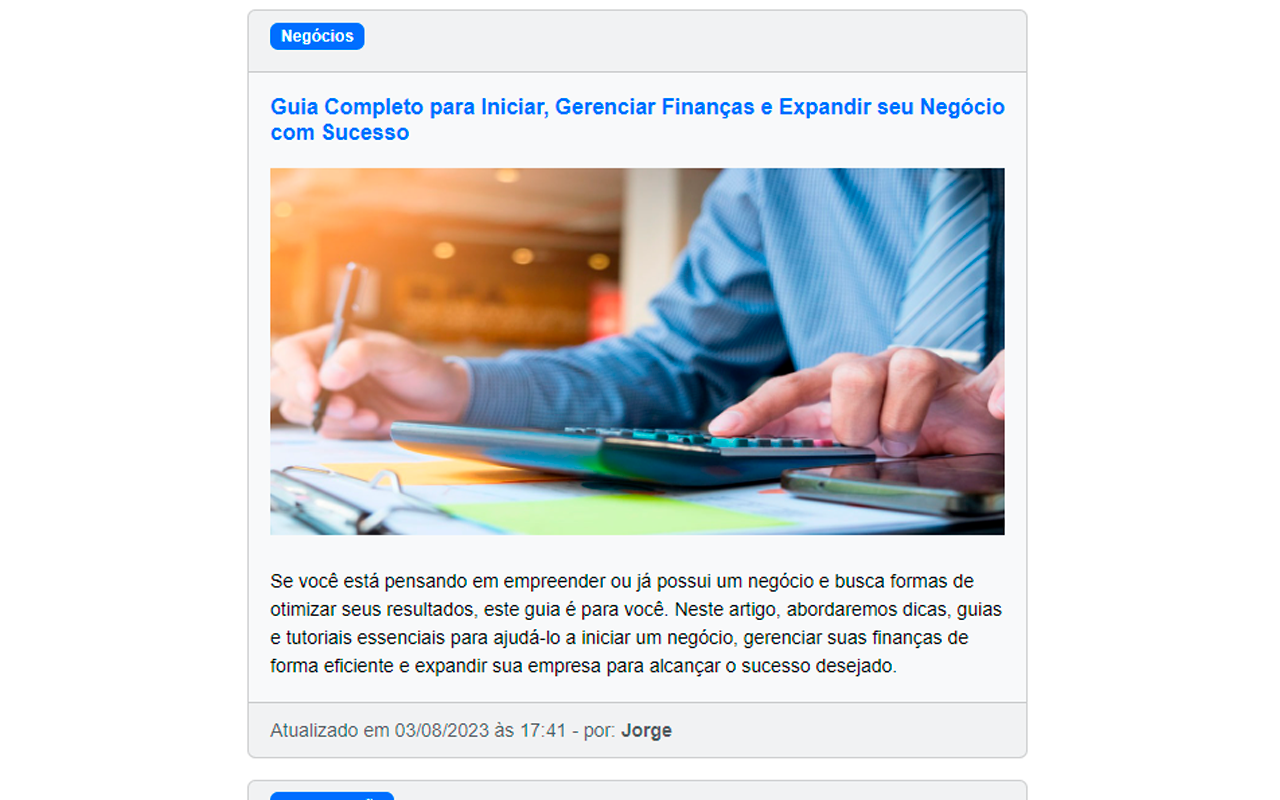 Negócios
Guia Completo para Iniciar, Gerenciar Finanças e Expandir seu Negócio
com Sucesso
Se você está pensando em empreender ou já possui um negócio e busca formas de
otimizar seus resultados, este guia é para você. Neste artigo, abordaremos dicas, guias
e tutoriais essenciais para ajudá-lo a iniciar um negócio, gerenciar suas finanças de
forma eficiente e expandir sua empresa para alcançar o sucesso desejado.
Atualizado em 03/08/2023 às 17:41 - por: Jorge